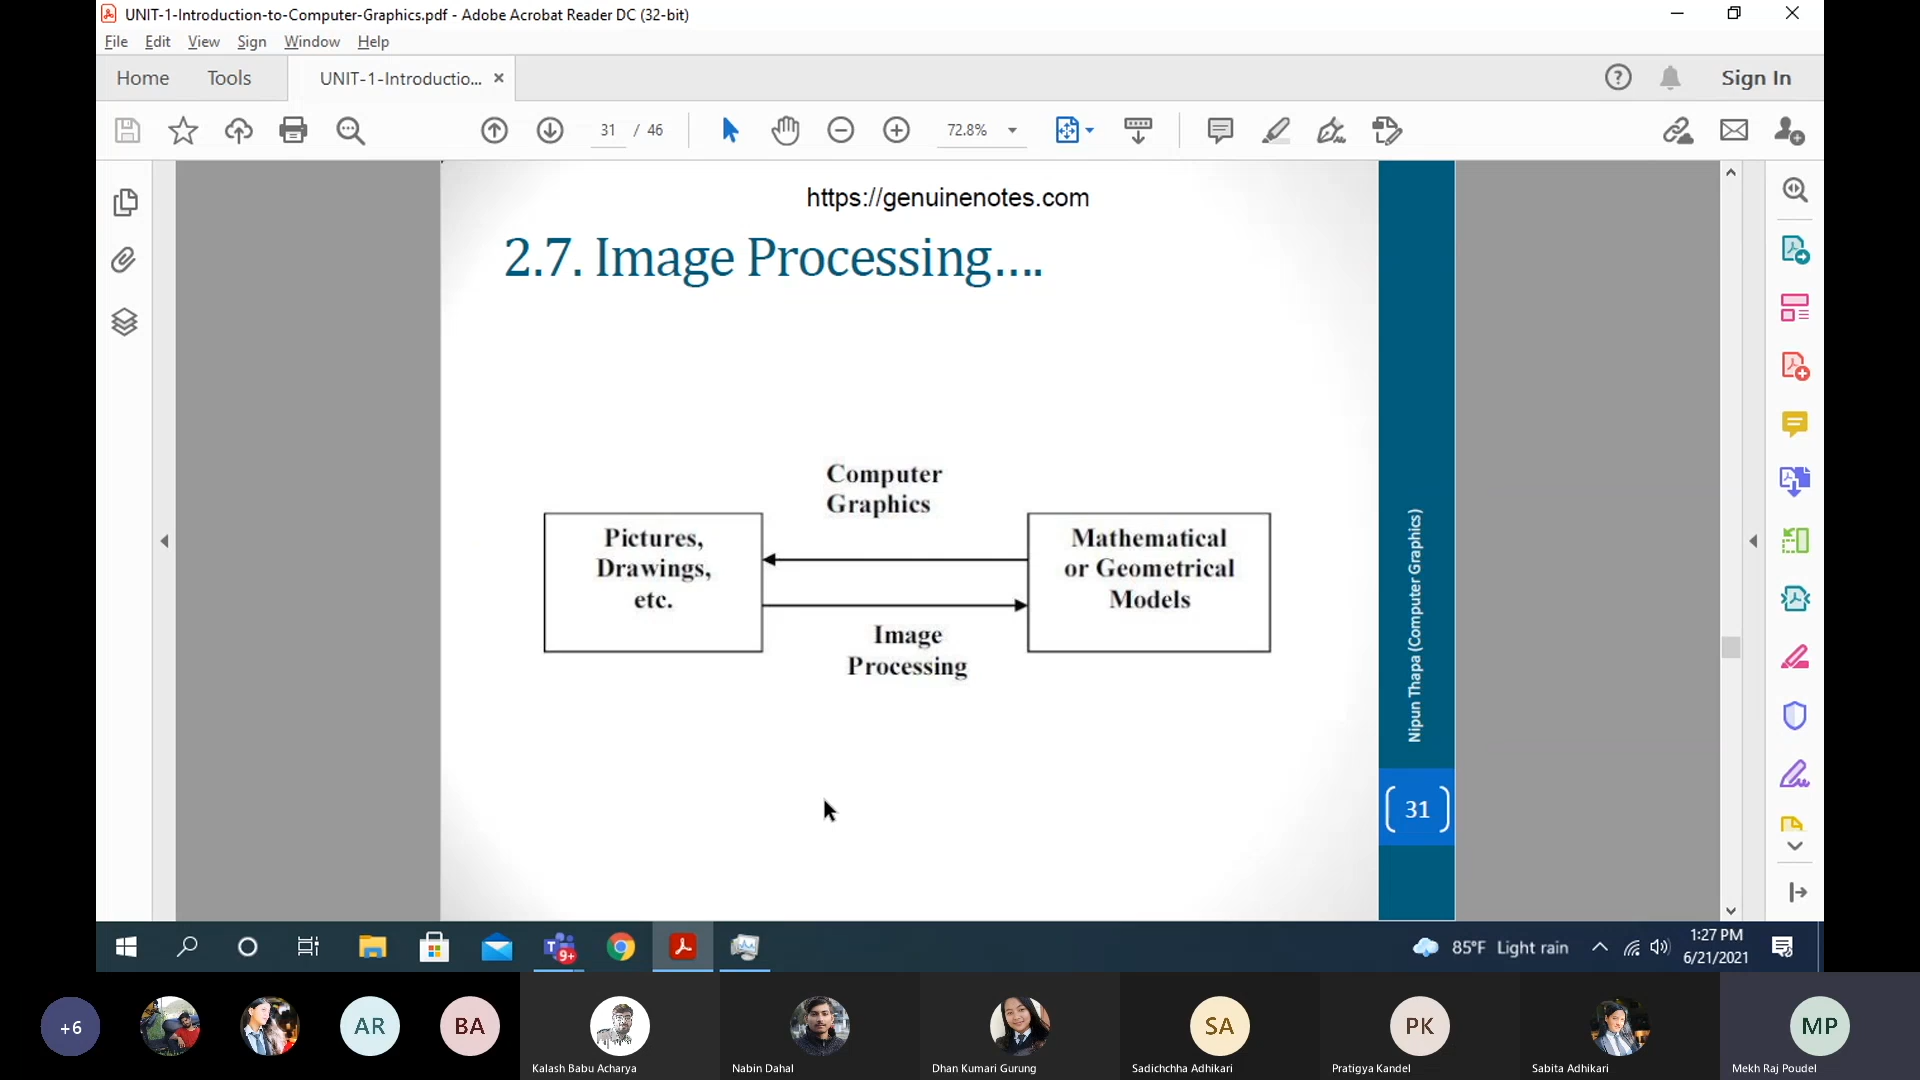 UNIT-1-Introduction-to-Computer-Graphics.pdf - Adobe Acrobat Reader DC (32-bit)
File Edit View Sign Window Help
Home Tools UNIT-1-Introductio... × Sign In
31 / 46 72.8%
https://genuinenotes.com
2.7. Image Processing....
Computer
Graphics
Pictures,
Drawings,
etc.
Mathematical
or Geometrical
Models
Image
Processing
Nipun Thapa (Computer Graphics)
31
9+
85°F Light rain
1:27 PM
6/21/2021
+6
AR
BA
SA
PK
MP
Kalash Babu Acharya
Nabin Dahal
Dhan Kumari Gurung
Sadichchha Adhikari
Pratigya Kandel
Sabita Adhikari
Mekh Raj Poudel